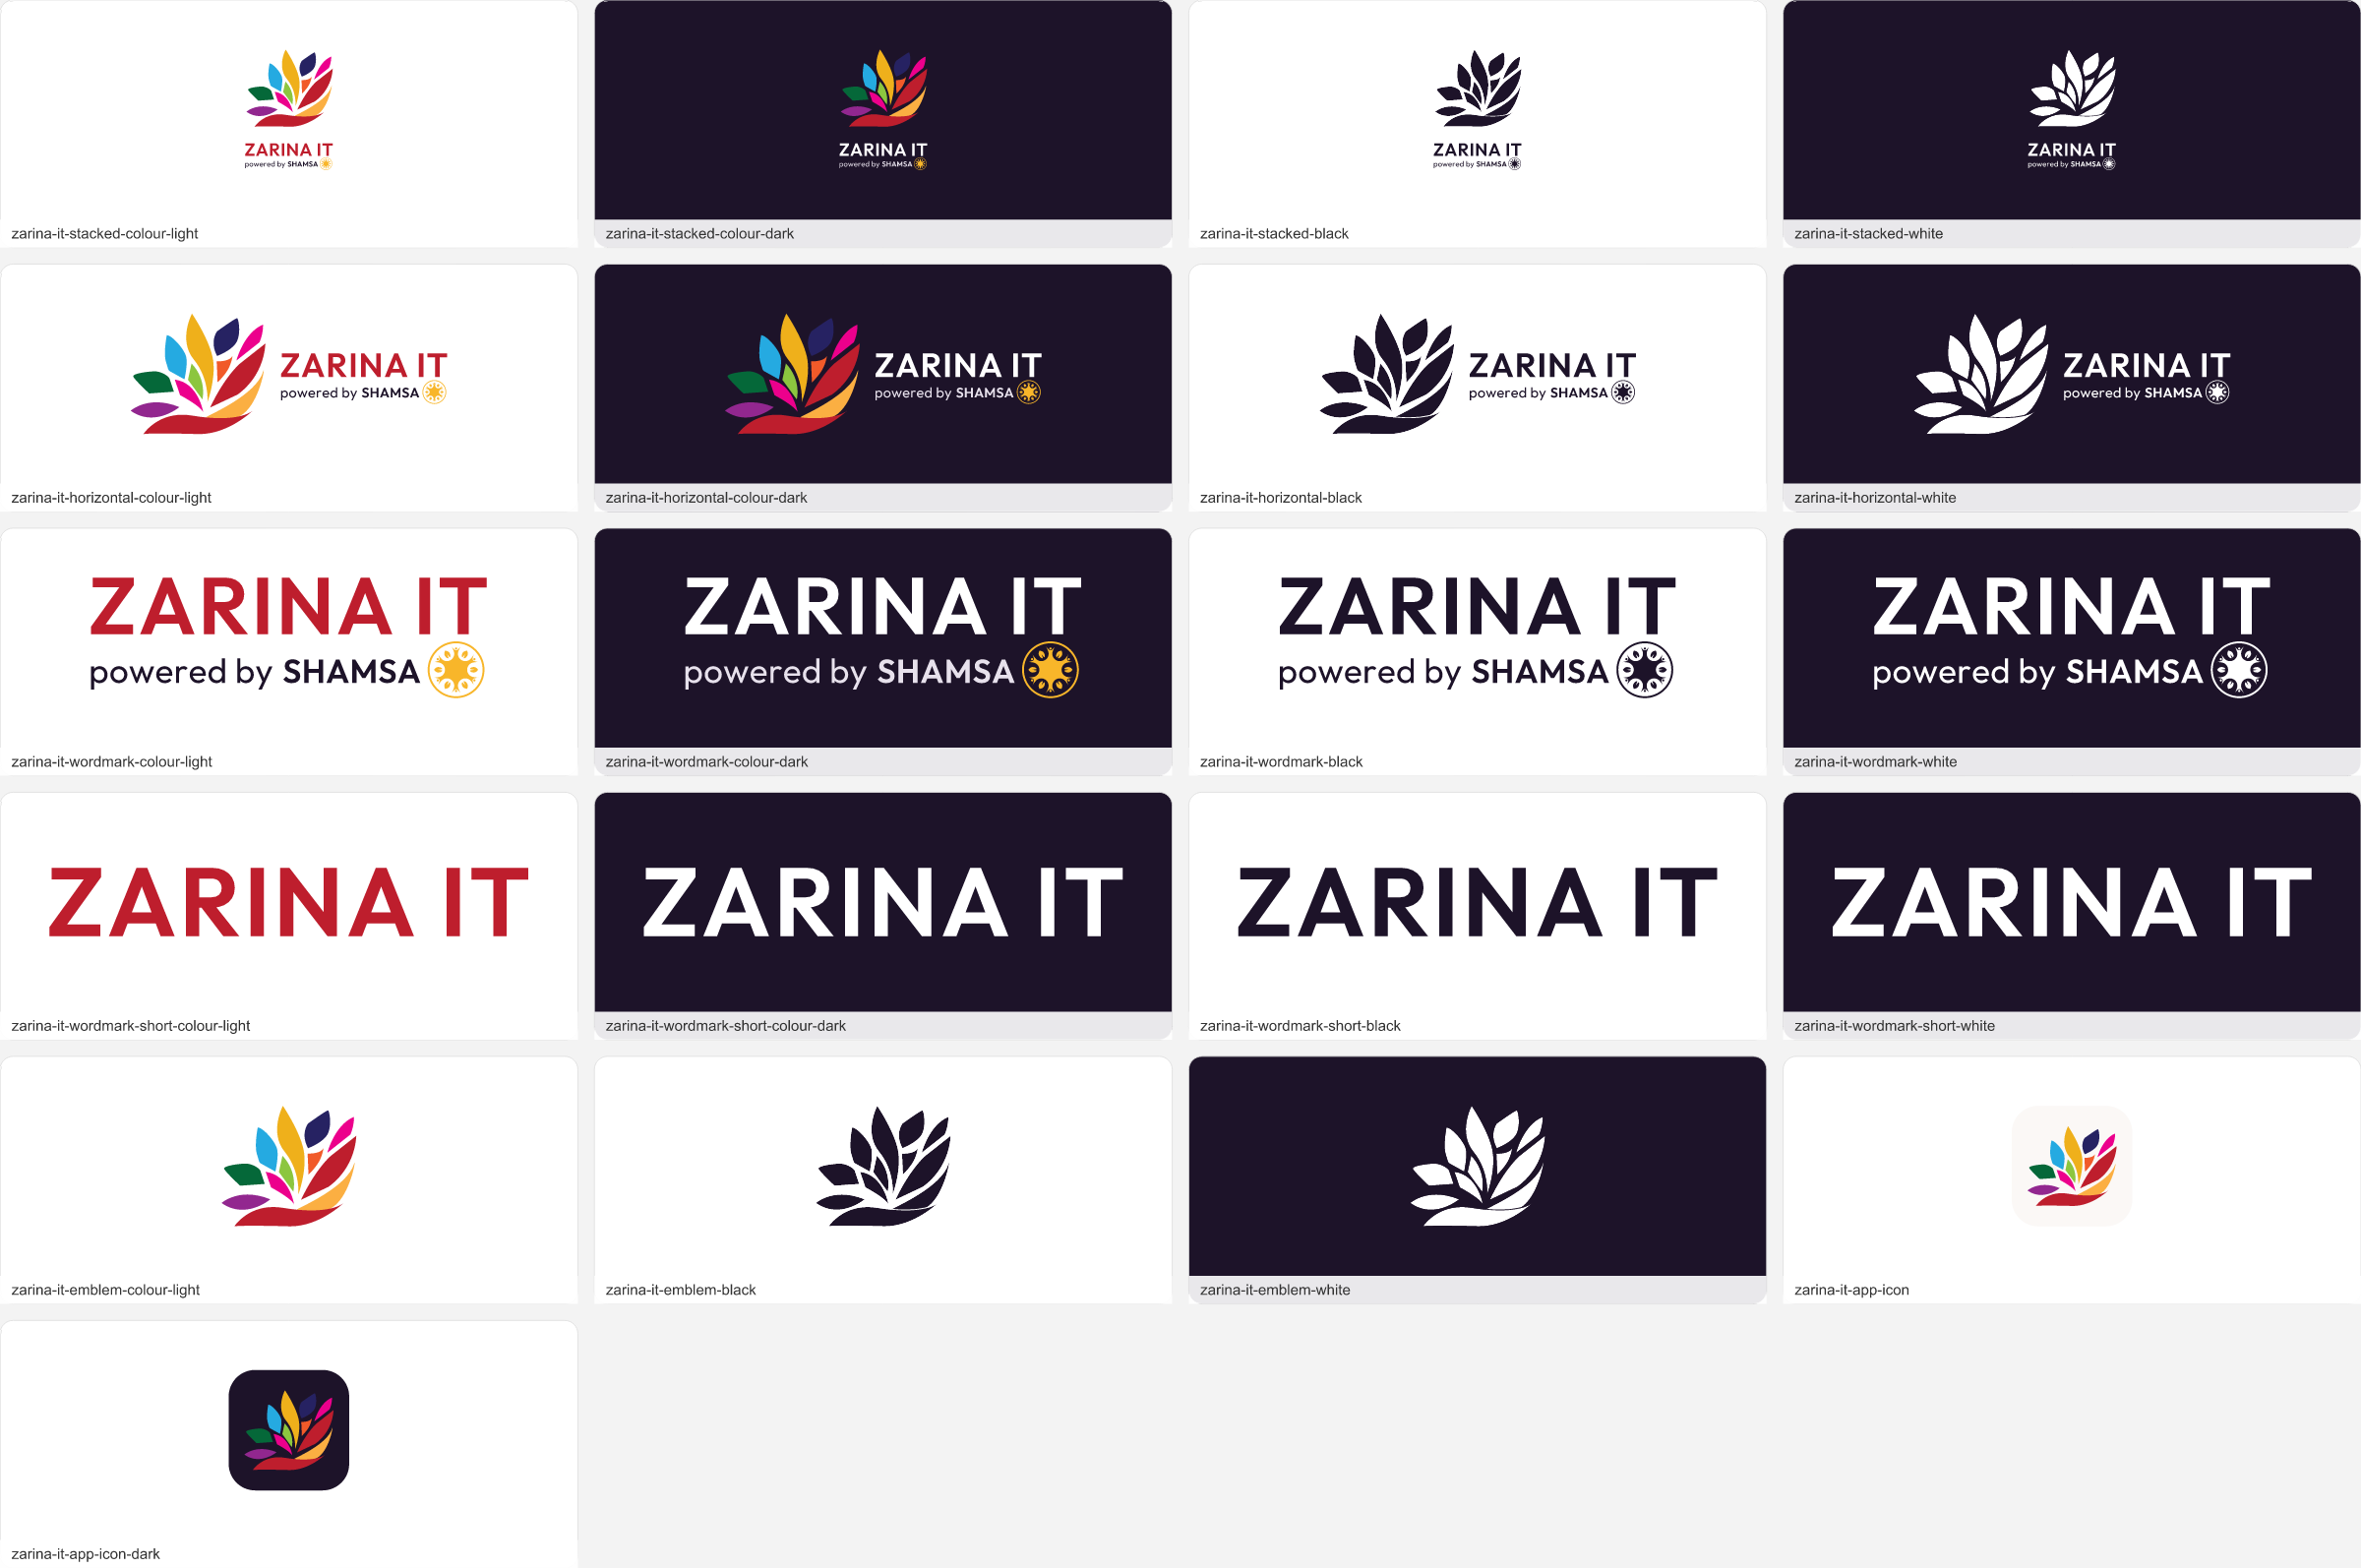 ZARINA IT
powered by SHAMSA
zarina-it-stacked-colour-light
ZARINA IT
powered by SHAMSA
zarina-it-stacked-colour-dark
ZARINA IT
powered by SHAMSA
zarina-it-stacked-black
ZARINA IT
powered by SHAMSA
zarina-it-stacked-white
ZARINA IT
powered by SHAMSA
zarina-it-horizontal-colour-light
ZARINA IT
powered by SHAMSA
zarina-it-horizontal-colour-dark
ZARINA IT
powered by SHAMSA
zarina-it-horizontal-black
ZARINA IT
powered by SHAMSA
zarina-it-horizontal-white
ZARINA IT
powered by SHAMSA
zarina-it-wordmark-colour-light
ZARINA IT
powered by SHAMSA
zarina-it-wordmark-colour-dark
ZARINA IT
powered by SHAMSA
zarina-it-wordmark-black
ZARINA IT
powered by SHAMSA
zarina-it-wordmark-white
ZARINA IT
zarina-it-wordmark-short-colour-light
ZARINA IT
zarina-it-wordmark-short-colour-dark
ZARINA IT
zarina-it-wordmark-short-black
ZARINA IT
zarina-it-wordmark-short-white
zarina-it-emblem-colour-light
zarina-it-emblem-black
zarina-it-emblem-white
zarina-it-app-icon
zarina-it-app-icon-dark